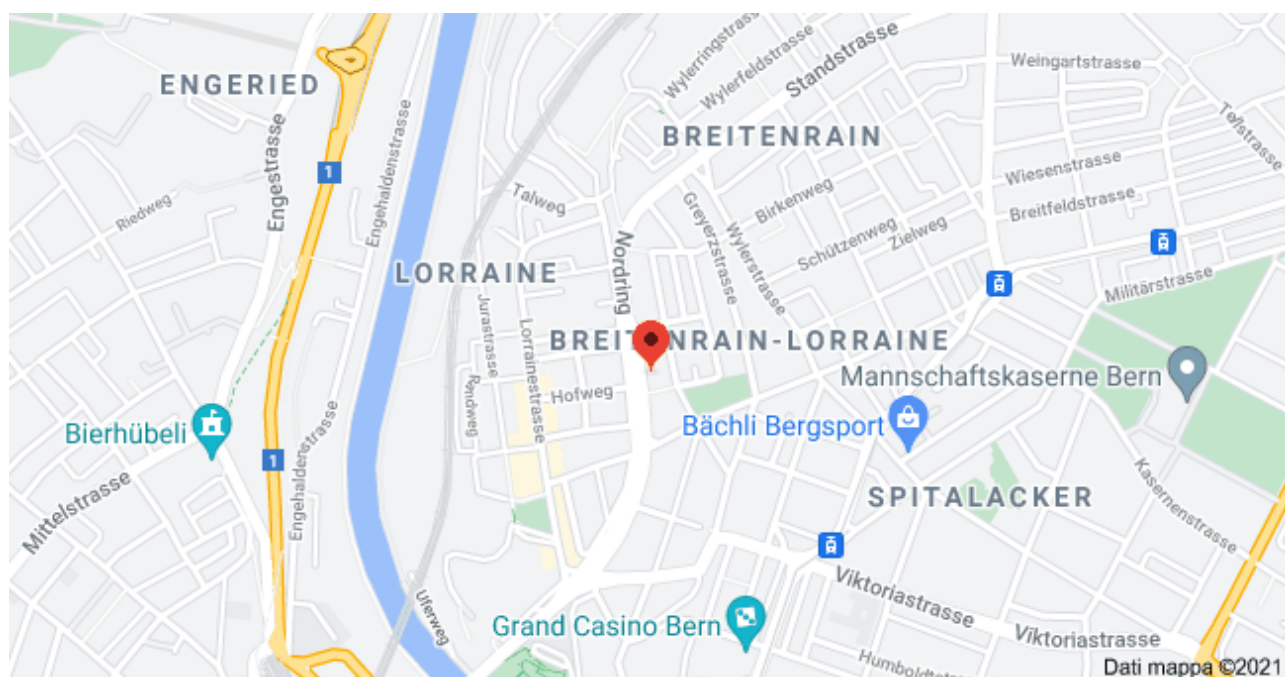 ENGERIED
Engestrasse
1
Riedweg
Engehaldenstrasse
Wylerringstrasse
Wylerfeldstrasse
Standstrasse
Weingartstrasse
Tellstrasse
BREITENRAIN
Talweg
Wiesenstrasse
Birkenweg
Breitfeldstrasse
Greyerzstrasse
Wylerstrasse
Schützenweg
Zielweg
Nordring
LORRAINE
Jurastrasse
Lorrainestrasse
Militärstrasse
BREITENRAIN-LORRAINE
Mannschaftskaserne Bern
Randweg
Hofweg
Bächli Bergsport
Bierhübeli
1
Mittelstrasse
Engehaldenstrasse
SPITALACKER
Kasernenstrasse
Uferweg
Viktoriastrasse
Grand Casino Bern
Viktoriastrasse
Dati mappa ©2021